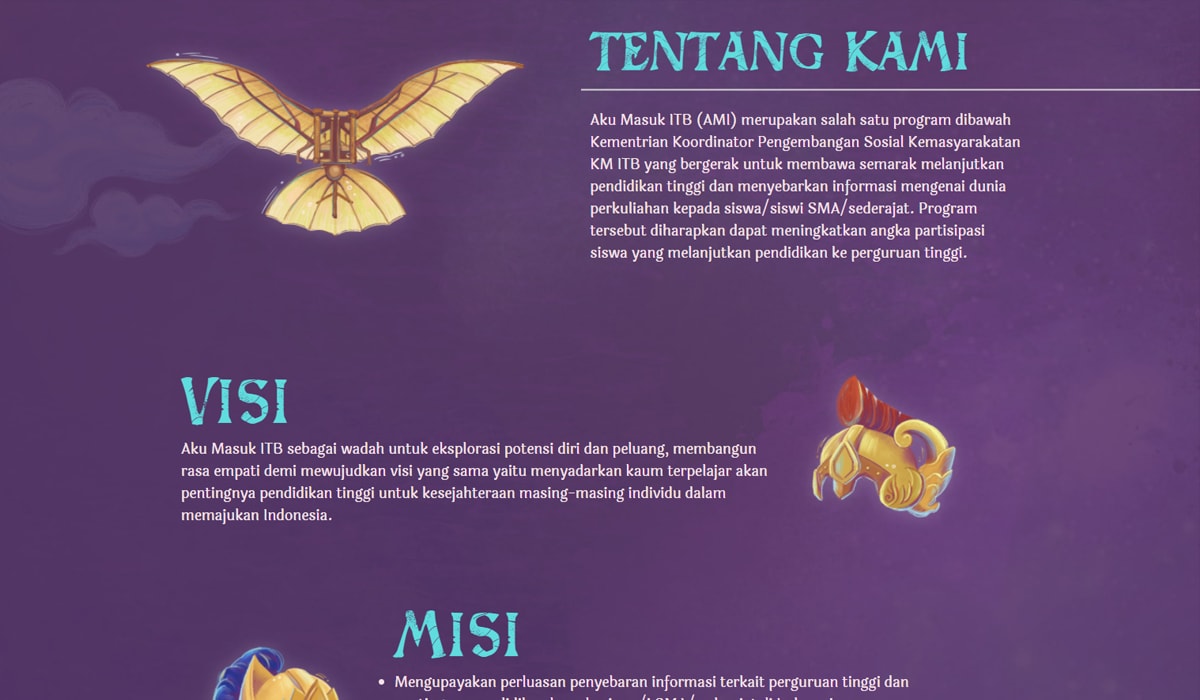 TENTANG KAMI
Aku Masuk ITB (AMI) merupakan salah satu program dibawah
Kementrian Koordinator Pengembangan Sosial Kemasyarakatan
KM ITB yang bergerak untuk membawa semarak melanjutkan
pendidikan tinggi dan menyebarkan informasi mengenai dunia
perkuliahan kepada siswa/siswi SMA/sederajat. Program
tersebut diharapkan dapat meningkatkan angka partisipasi
siswa yang melanjutkan pendidikan ke perguruan tinggi.
VISI
Aku Masuk ITB sebagai wadah untuk eksplorasi potensi diri dan peluang, membangun
rasa empati demi mewujudkan visi yang sama yaitu menyadarkan kaum terpelajar akan
pentingnya pendidikan tinggi untuk kesejahteraan masing-masing individu dalam
memajukan Indonesia.
MISI
• Mengupayakan perluasan penyebaran informasi terkait perguruan tinggi dan